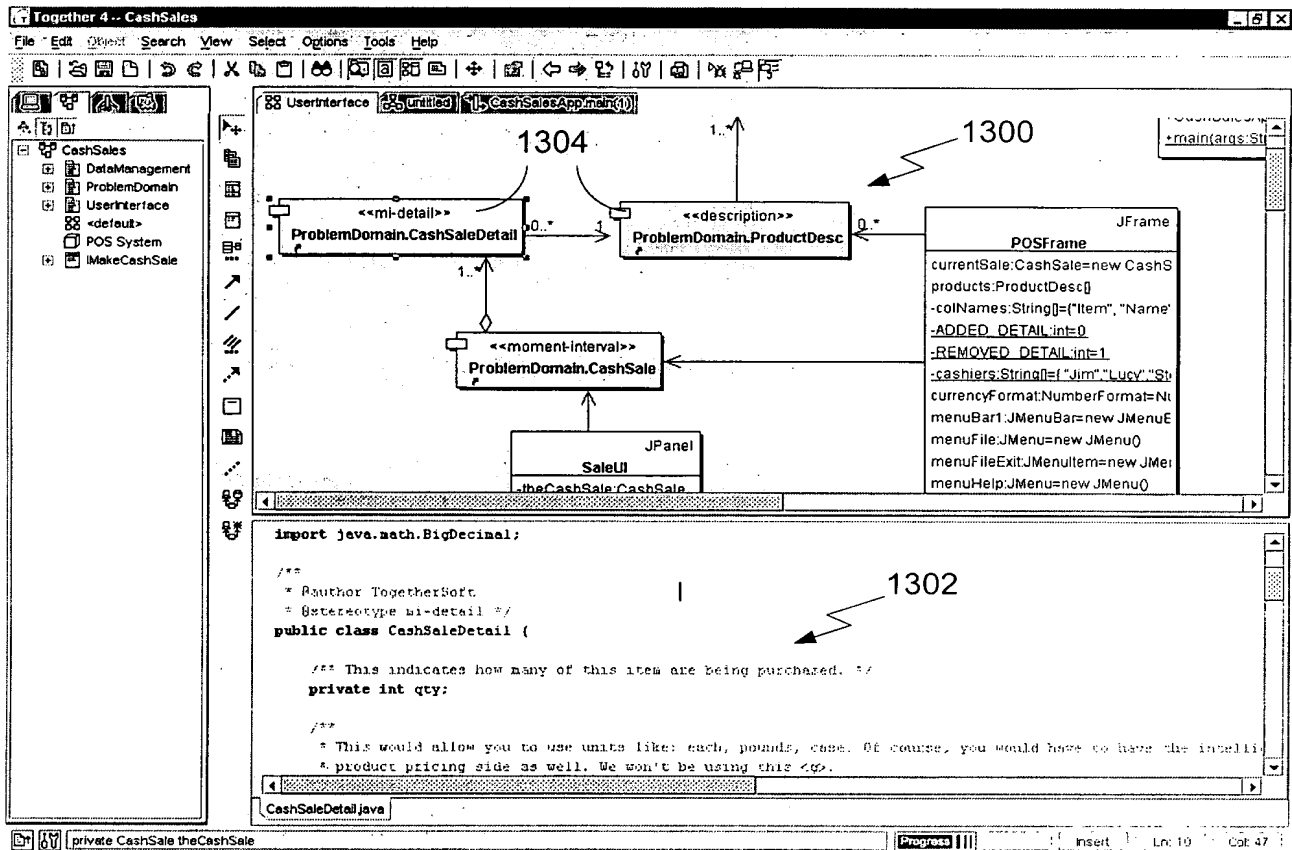 Together 4 -- CashSales
File Edit Object Search View Select Options Tools Help
UserInterface untitled CashSalesApp.main(1)
CashSales
DataManagement
ProblemDomain
UserInterface
<default>
POS System
IMakeCashSale
1304
1..*
1300
+main(args:Stri
<<mi-detail>>
ProblemDomain.CashSaleDetail
0..*
1
<<description>>
ProblemDomain.ProductDesc
0..*
JFrame
POSFrame
currentSale:CashSale=new CashS
products:ProductDesc[]
-colNames:String[]={"Item", "Name"
-ADDED_DETAIL:int=0
-REMOVED_DETAIL:int=1
-cashiers:String[]={ "Jim","Lucy","St
currencyFormat:NumberFormat=Nu
menuBar1:JMenuBar=new JMenuE
menuFile:JMenu=new JMenu()
menuFileExit:JMenuItem=new JMe
menuHelp:JMenu=new JMenu()
1..*
<<moment-interval>>
ProblemDomain.CashSale
JPanel
SaleUI
-theCashSale:CashSale
import java.math.BigDecimal;
/**
* @author TogetherSoft
* @stereotype mi-detail */
public class CashSaleDetail {
1302
/** This indicates how many of this item are being purchased. */
private int qty;
/**
* This would allow you to use units like: each, pounds, case. Of course, you would have to have the intelli
* product pricing side as well. We won't be using this <g>.
CashSaleDetail.java
private CashSale theCashSale
Progress
Insert
Ln: 10
Col: 47